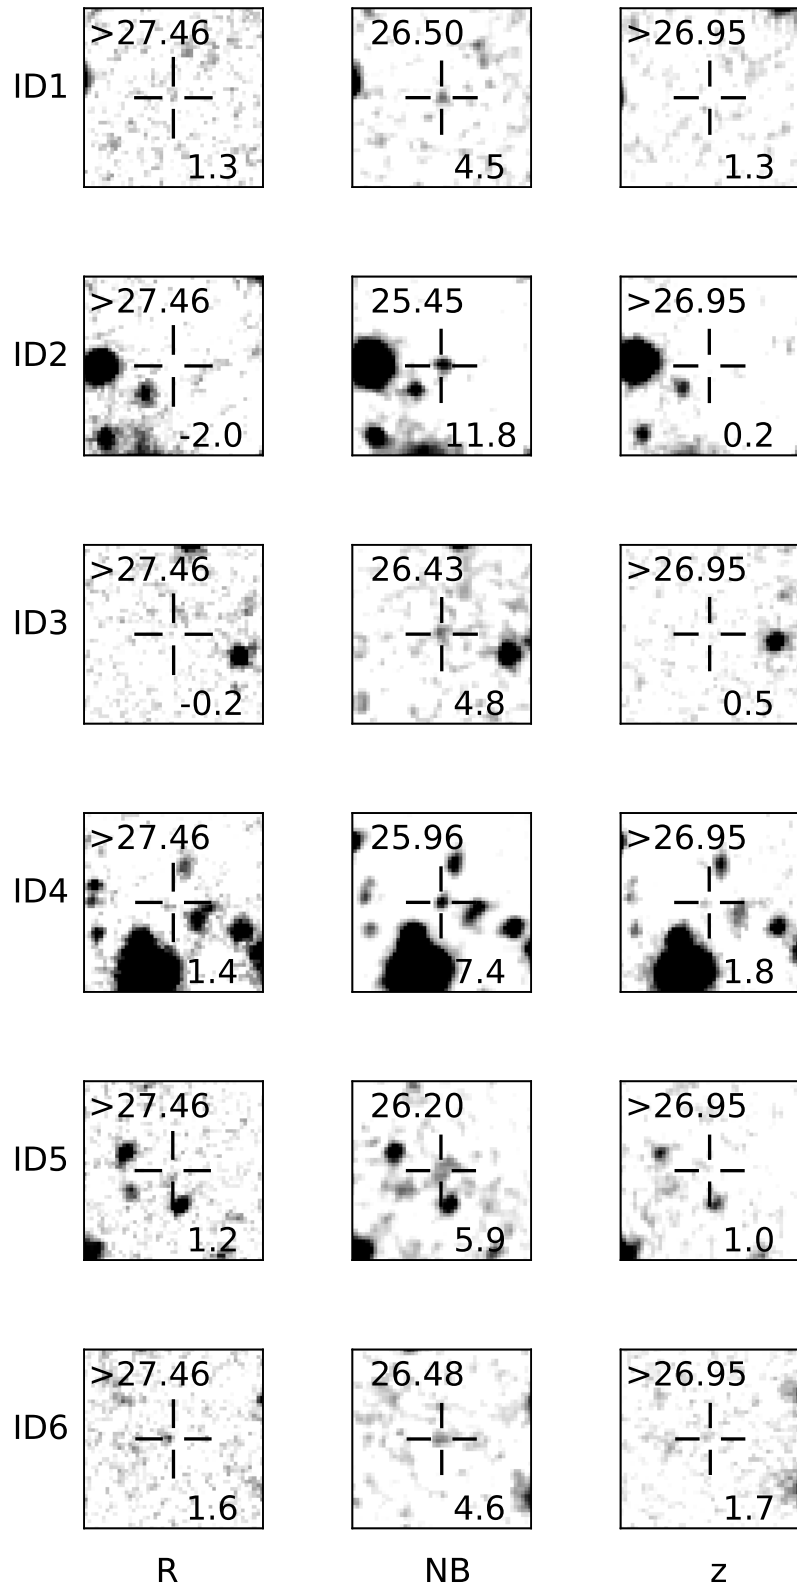 >27.46 26.50 >26.95
ID1
1.3 4.5 1.3
>27.46 25.45 >26.95
ID2
-2.0 11.8 0.2
>27.46 26.43 >26.95
ID3
-0.2 4.8 0.5
>27.46 25.96 >26.95
ID4
1.4 7.4 1.8
>27.46 26.20 >26.95
ID5
1.2 5.9 1.0
>27.46 26.48 >26.95
ID6
1.6 4.6 1.7
R NB z